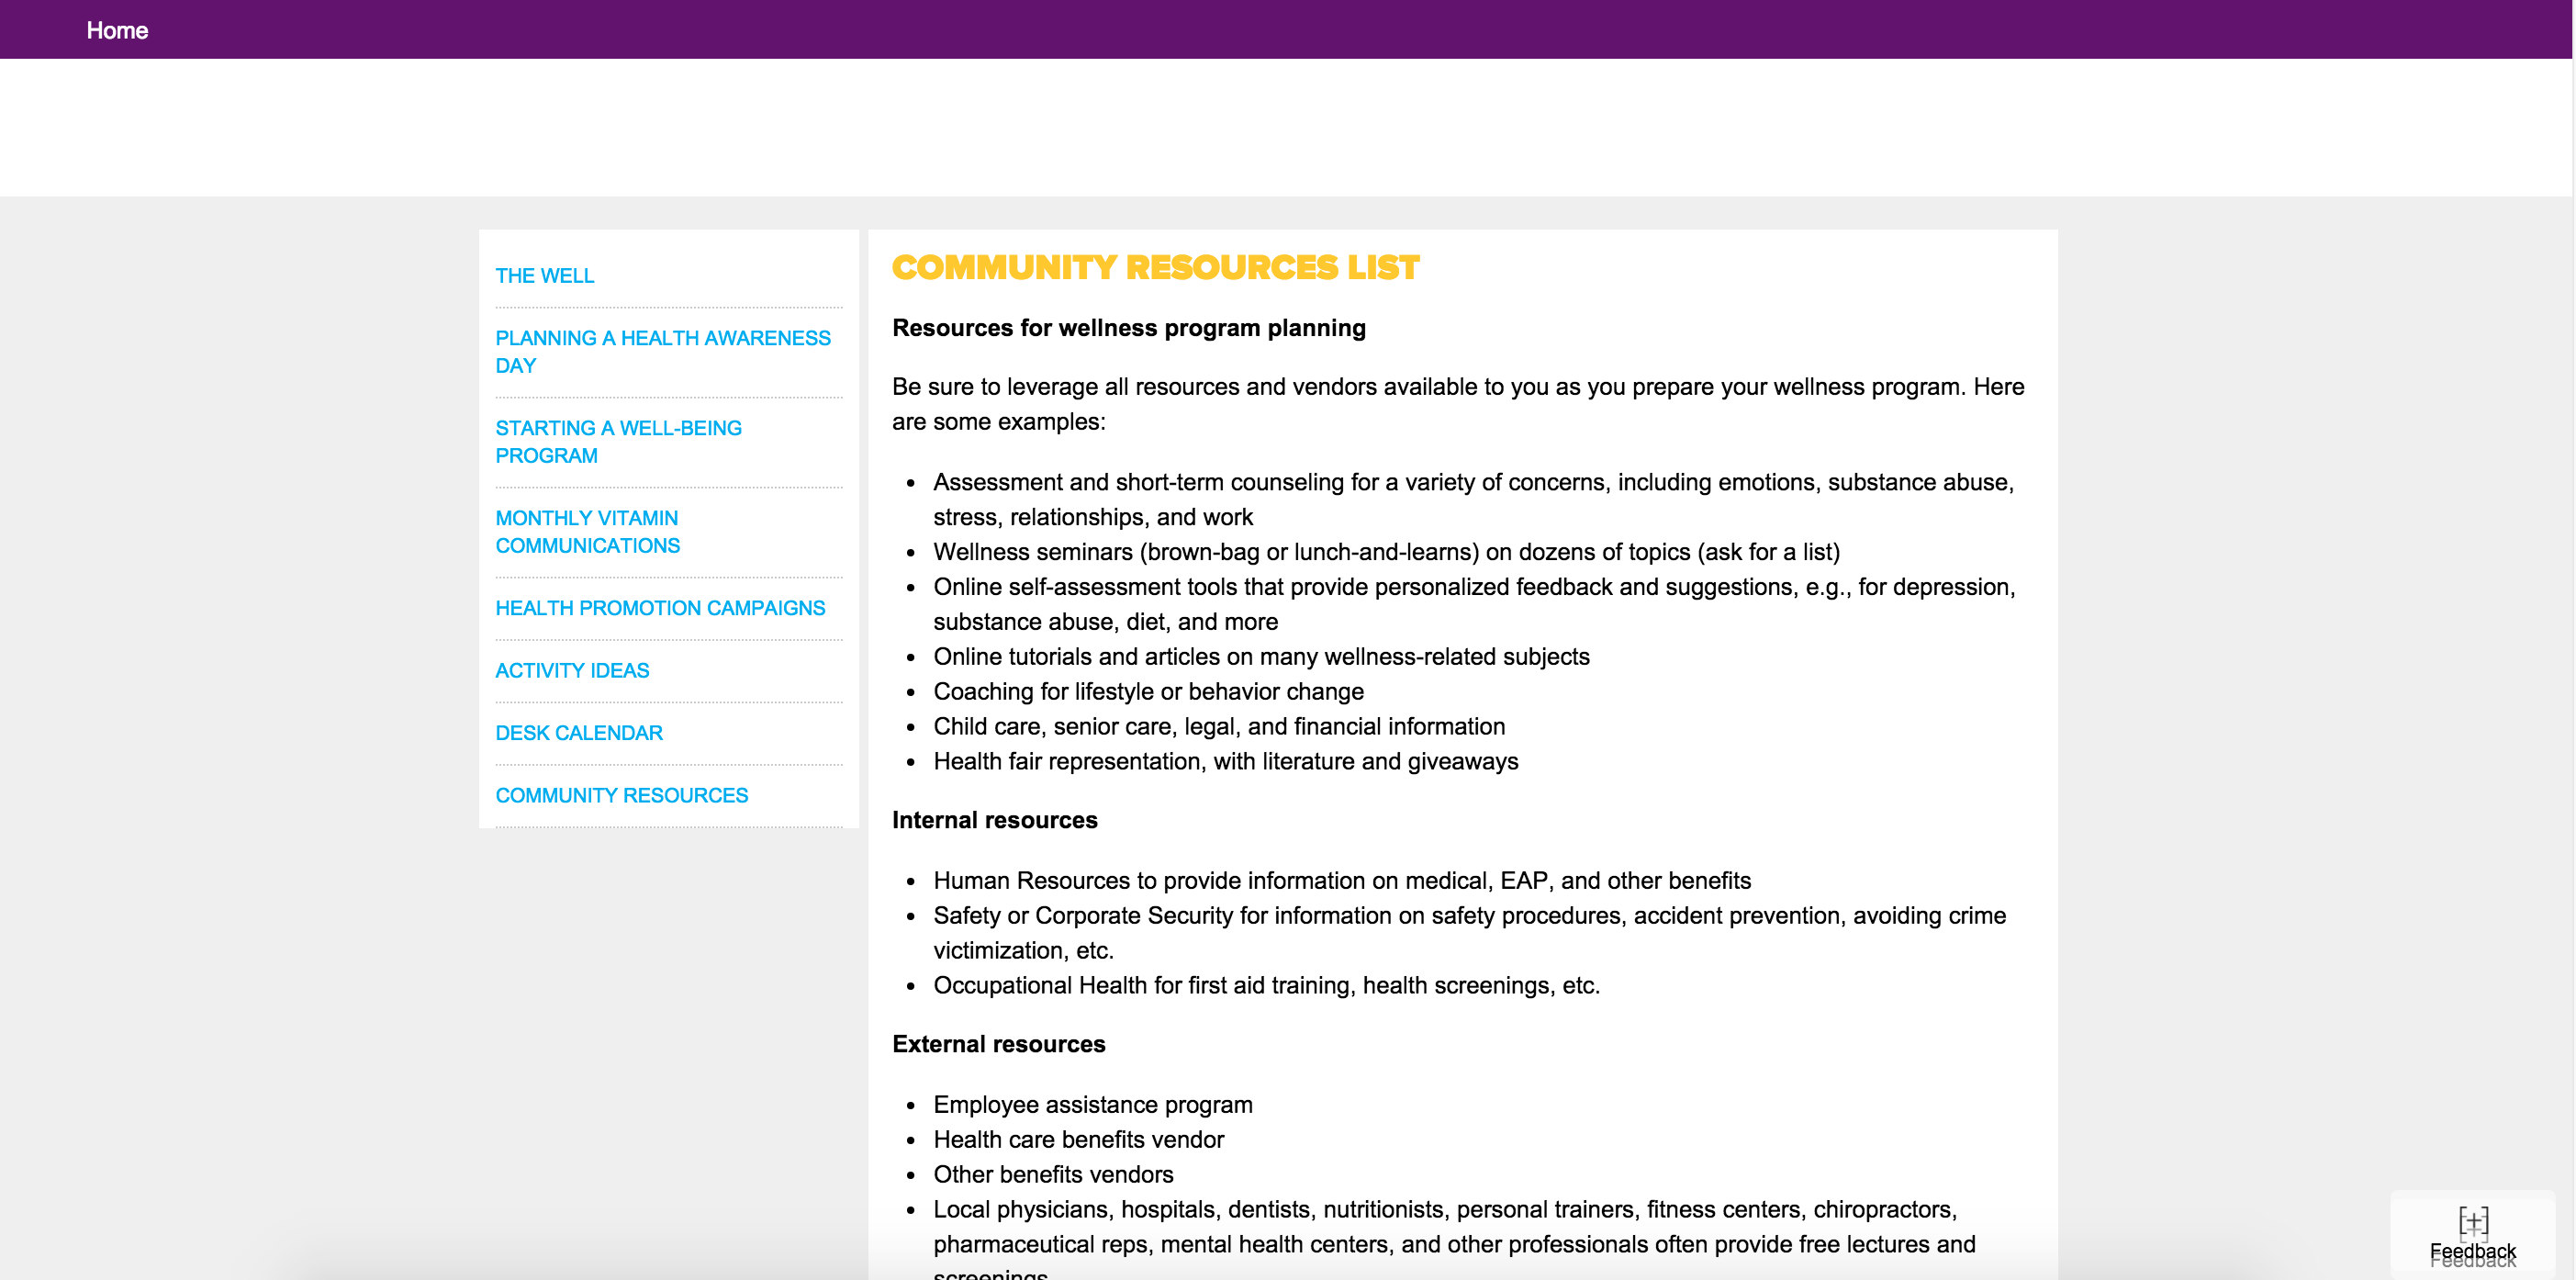 Home
THE WELL
PLANNING A HEALTH AWARENESS
DAY
STARTING A WELL-BEING
PROGRAM
MONTHLY VITAMIN
COMMUNICATIONS
HEALTH PROMOTION CAMPAIGNS
ACTIVITY IDEAS
DESK CALENDAR
COMMUNITY RESOURCES
COMMUNITY RESOURCES LIST
Resources for wellness program planning
Be sure to leverage all resources and vendors available to you as you prepare your wellness program. Here
are some examples:
• Assessment and short-term counseling for a variety of concerns, including emotions, substance abuse,
stress, relationships, and work
• Wellness seminars (brown-bag or lunch-and-learns) on dozens of topics (ask for a list)
• Online self-assessment tools that provide personalized feedback and suggestions, e.g., for depression,
substance abuse, diet, and more
• Online tutorials and articles on many wellness-related subjects
• Coaching for lifestyle or behavior change
• Child care, senior care, legal, and financial information
• Health fair representation, with literature and giveaways
Internal resources
• Human Resources to provide information on medical, EAP, and other benefits
• Safety or Corporate Security for information on safety procedures, accident prevention, avoiding crime
victimization, etc.
• Occupational Health for first aid training, health screenings, etc.
External resources
• Employee assistance program
• Health care benefits vendor
• Other benefits vendors
• Local physicians, hospitals, dentists, nutritionists, personal trainers, fitness centers, chiropractors,
pharmaceutical reps, mental health centers, and other professionals often provide free lectures and
screenings
[+]
Feedback
Feedback